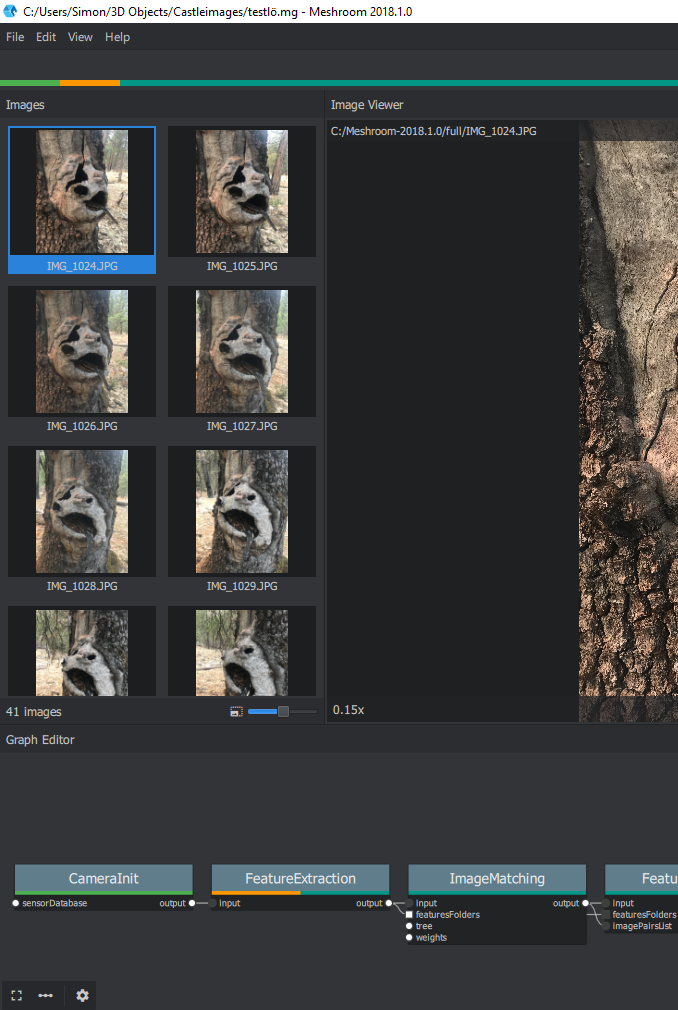 C:/Users/Simon/3D Objects/Castleimages/testlö.mg - Meshroom 2018.1.0
File Edit View Help
Images
Image Viewer
C:/Meshroom-2018.1.0/full/IMG_1024.JPG
IMG_1024.JPG
IMG_1025.JPG
IMG_1026.JPG
IMG_1027.JPG
IMG_1028.JPG
IMG_1029.JPG
41 images
0.15x
Graph Editor
CameraInit
sensorDatabase output
FeatureExtraction
input output
ImageMatching
input output
featuresFolders
tree
weights
Featu
input
featuresFolders
imagePairsList